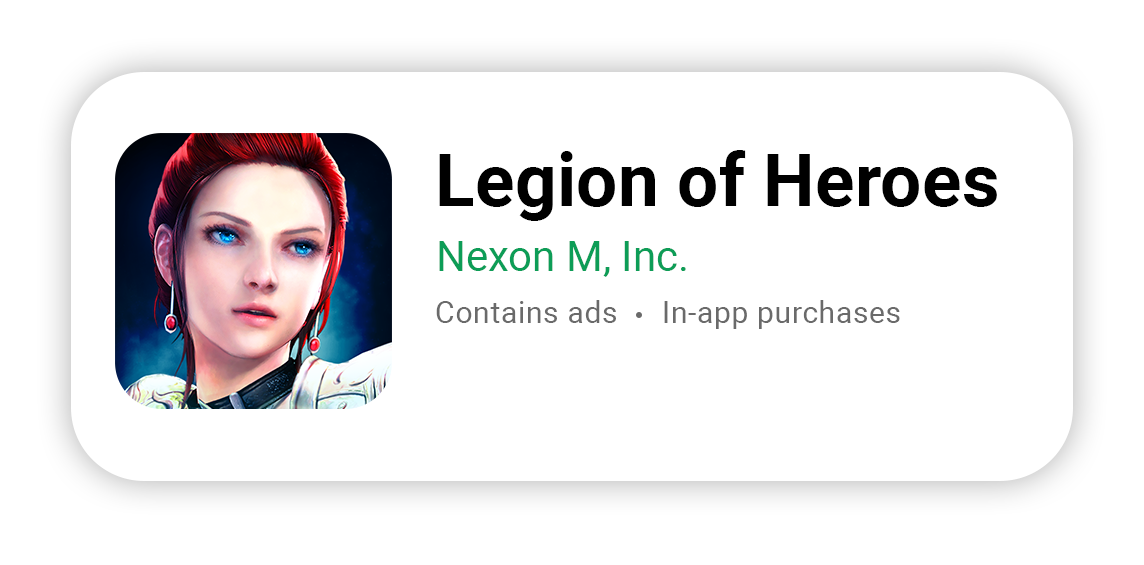 Legion of Heroes
Nexon M, Inc.
Contains ads • In-app purchases